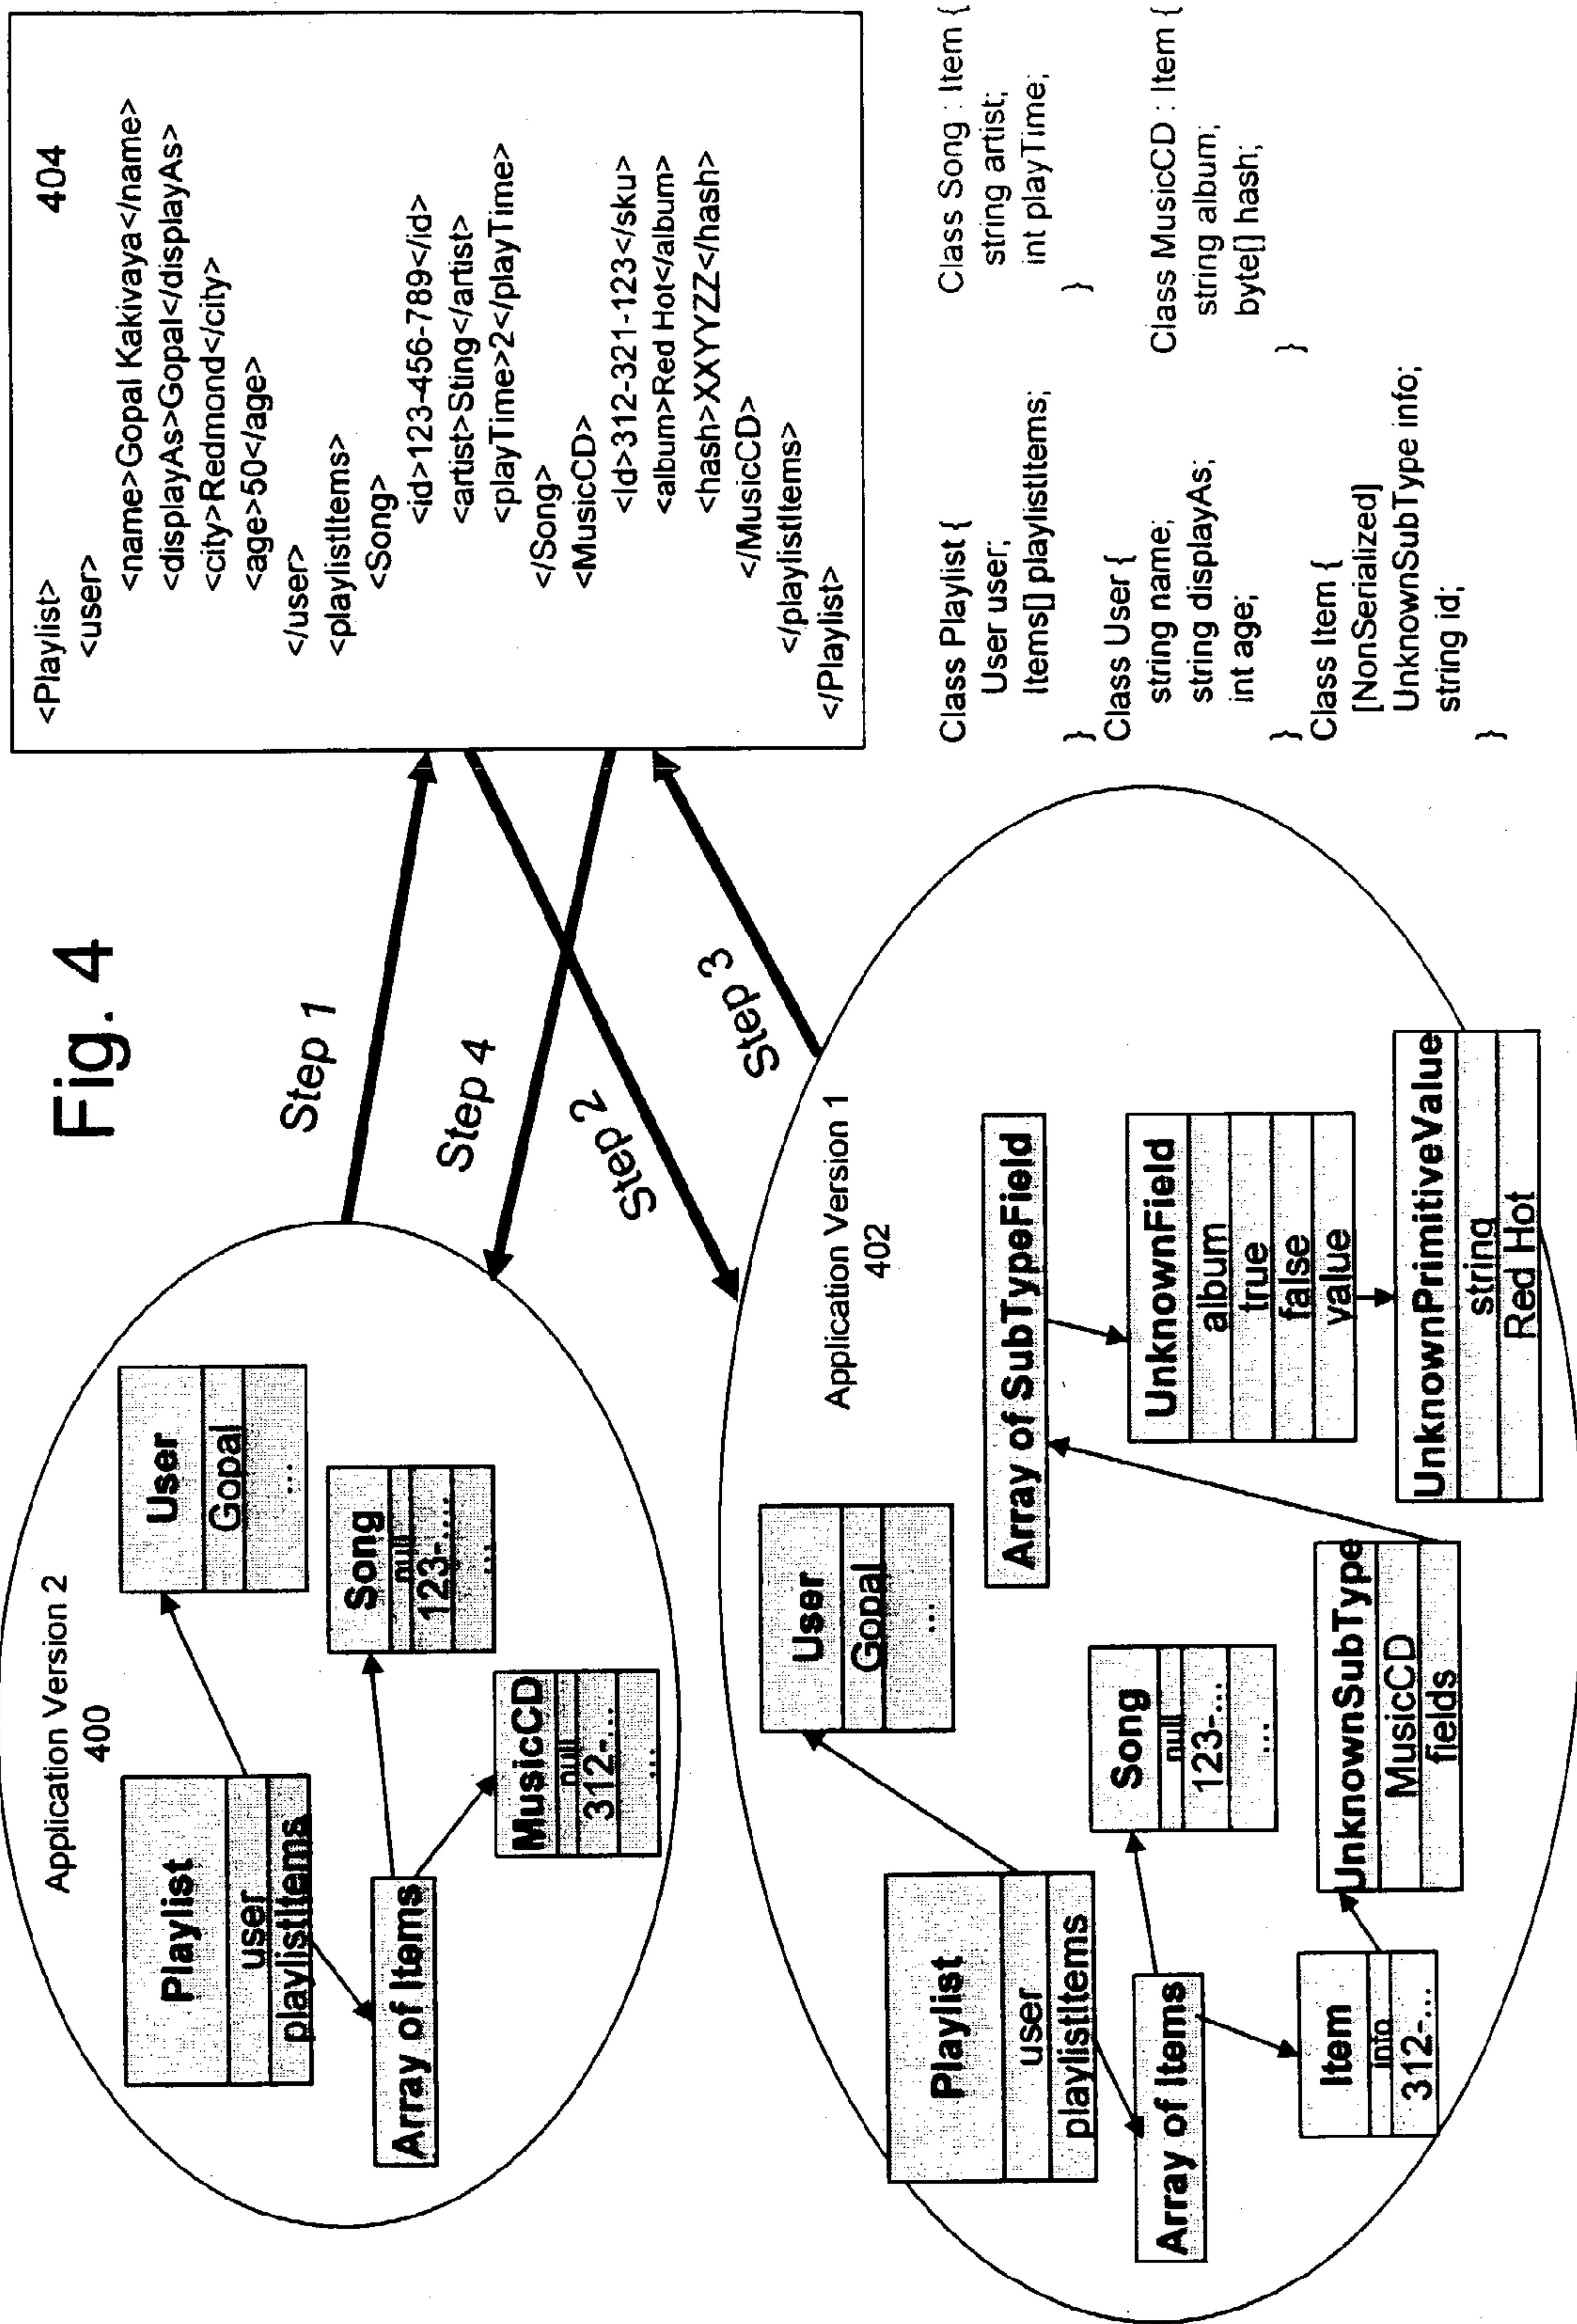 Fig. 4
Application Version 2
400
Playlist
user
playlistItems
User
Gopal
...
Array of Items
Song
null
123-....
...
MusicCD
null
312-...
...
Step 1
Step 4
Step 2
Step 3
Application Version 1
402
Playlist
user
playlistItems
User
Gopal
...
Array of Items
Song
null
123-...
...
Item
info
312-...
UnknownSubType
MusicCD
fields
Array of SubTypeField
UnknownField
album
true
false
value
UnknownPrimitiveValue
string
Red Hot
<Playlist> 404
<user>
<name>Gopal Kakivaya</name>
<displayAs>Gopal</displayAs>
<city>Redmond</city>
<age>50</age>
</user>
<playlistItems>
<Song>
<id>123-456-789</id>
<artist>Sting</artist>
<playTime>2</playTime>
</Song>
<MusicCD>
<Id>312-321-123</sku>
<album>Red Hot</album>
<hash>XXYYZZ</hash>
</MusicCD>
</playlistItems>
</Playlist>
Class Playlist {
User user;
Items[] playlistItems;
}
Class User {
string name;
string displayAs;
int age;
}
Class Item {
[NonSerialized]
UnknownSubType info;
string id;
}
Class Song : Item {
string artist;
int playTime;
}
Class MusicCD : Item {
string album;
byte[] hash;
}